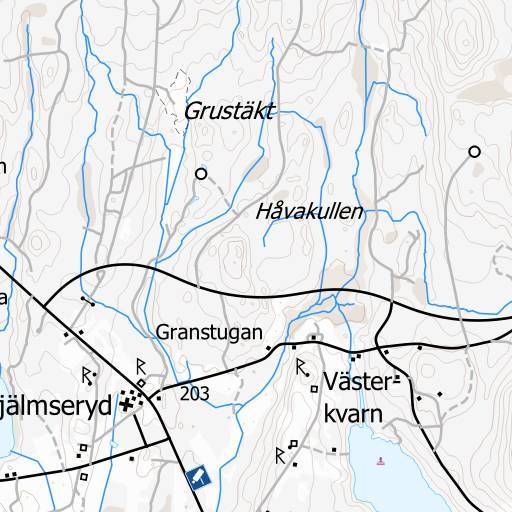 Grustäkt
Håvakullen
Granstugan
203
Väster-
kvarn
jälmseryd